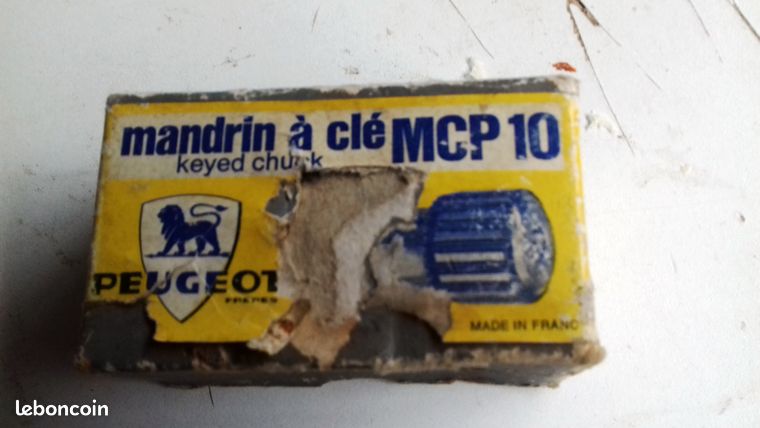 mandrin à clé MCP 10
keyed chuck
PEUGEOT
FRERES
MADE IN FRANC
leboncoin